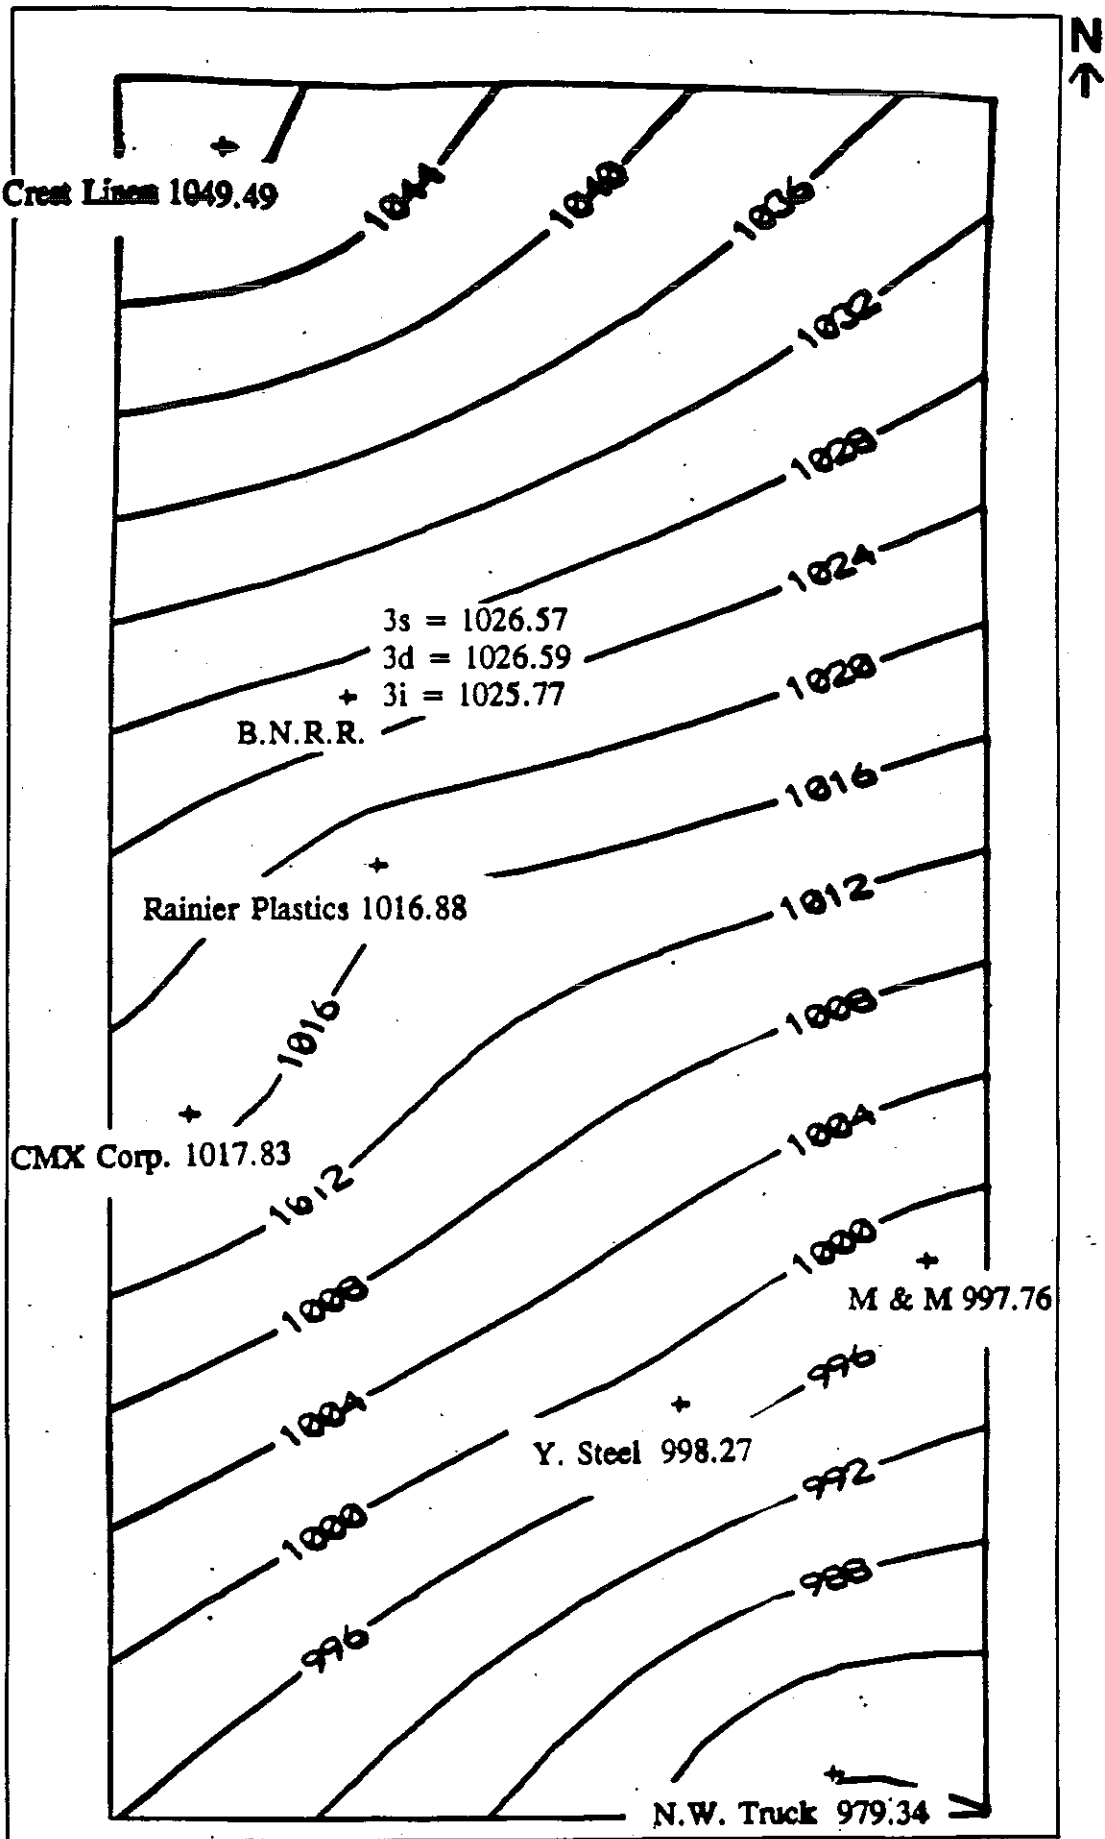 N
Crest Lines 1049.49
1044
1040
1036
1032
1028
1024
3s = 1026.57
3d = 1026.59
3i = 1025.77
B.N.R.R.
1020
1016
Rainier Plastics 1016.88
1012
1016
1008
CMX Corp. 1017.83
1004
1012
1000
1008
M & M 997.76
996
1004
Y. Steel 998.27
992
1000
988
996
N.W. Truck 979.34